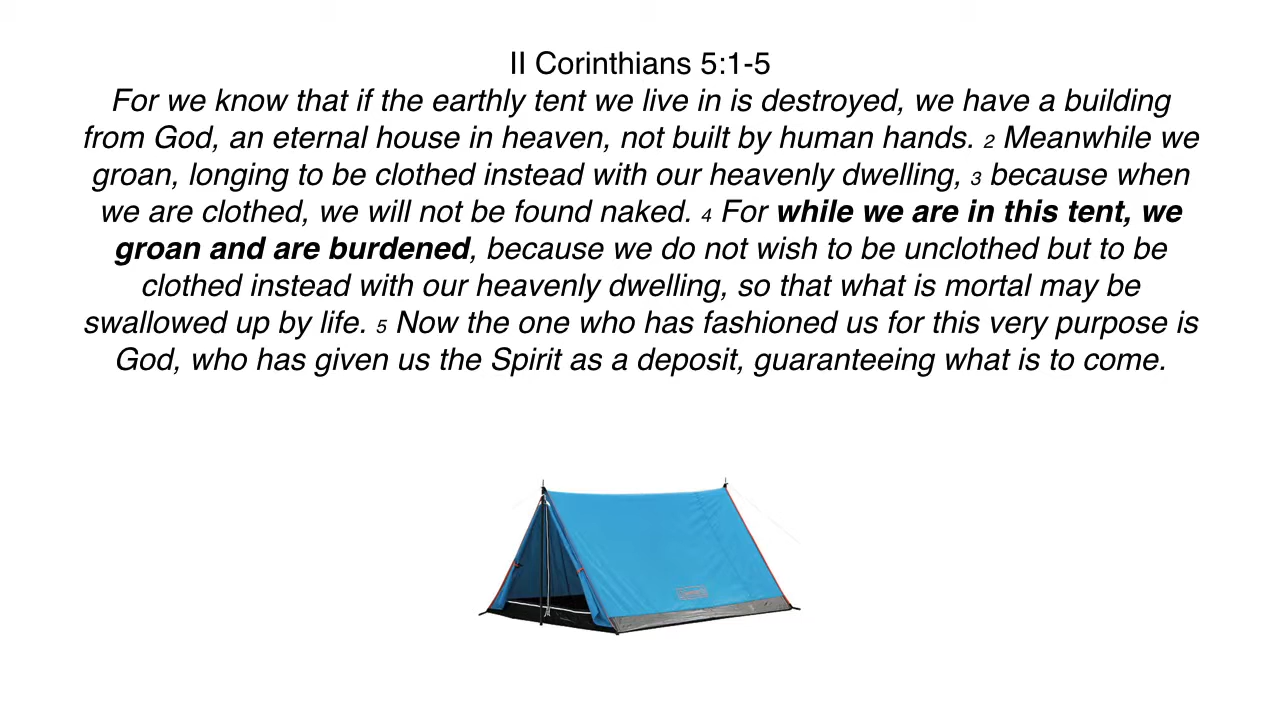 II Corinthians 5:1-5
For we know that if the earthly tent we live in is destroyed, we have a building
from God, an eternal house in heaven, not built by human hands. 2 Meanwhile we
groan, longing to be clothed instead with our heavenly dwelling, 3 because when
we are clothed, we will not be found naked. 4 For while we are in this tent, we
groan and are burdened, because we do not wish to be unclothed but to be
clothed instead with our heavenly dwelling, so that what is mortal may be
swallowed up by life. 5 Now the one who has fashioned us for this very purpose is
God, who has given us the Spirit as a deposit, guaranteeing what is to come.